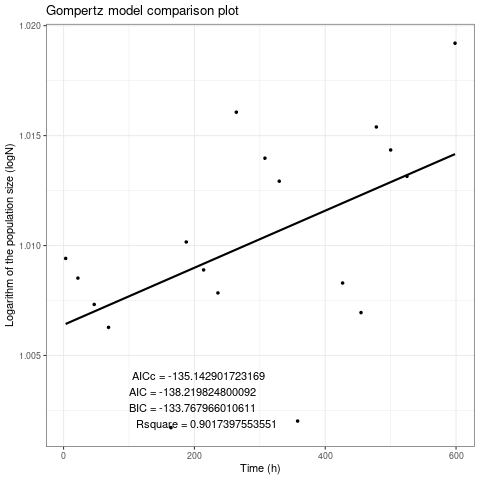 Gompertz model comparison plot
Logarithm of the population size (logN)
1.020
1.015
1.010
1.005
AICc = -135.142901723169
AIC = -138.219824800092
BIC = -133.767966010611
Rsquare = 0.9017397553551
0 200 400 600
Time (h)